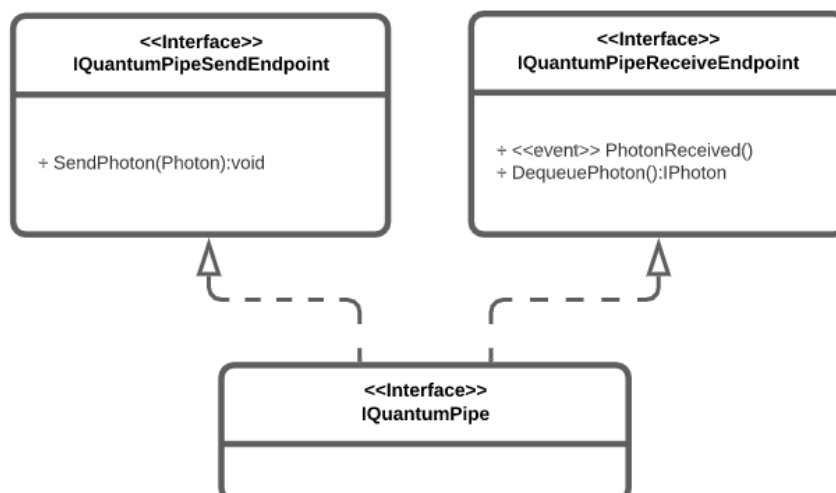 <<Interface>>
IQuantumPipeSendEndpoint
+ SendPhoton(Photon):void
<<Interface>>
IQuantumPipeReceiveEndpoint
+ <<event>> PhotonReceived()
+ DequeuePhoton():IPhoton
<<Interface>>
IQuantumPipe